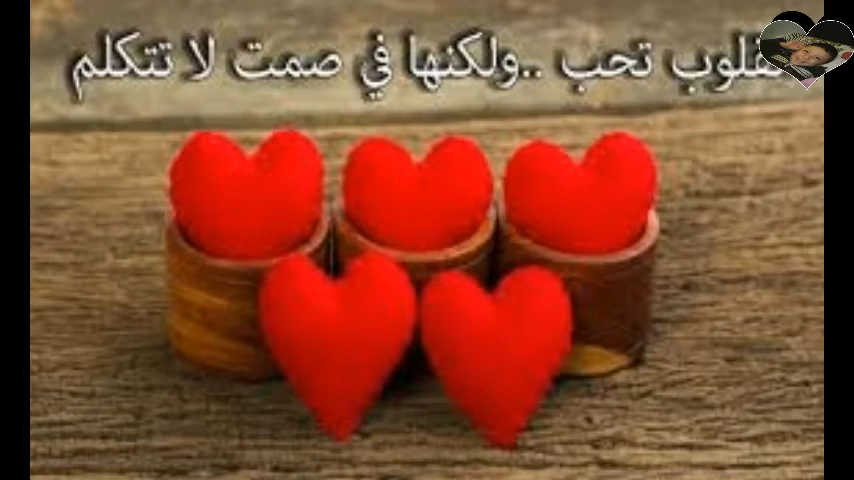 قلوب تحب ..ولكنها في صمت لا تتكلم